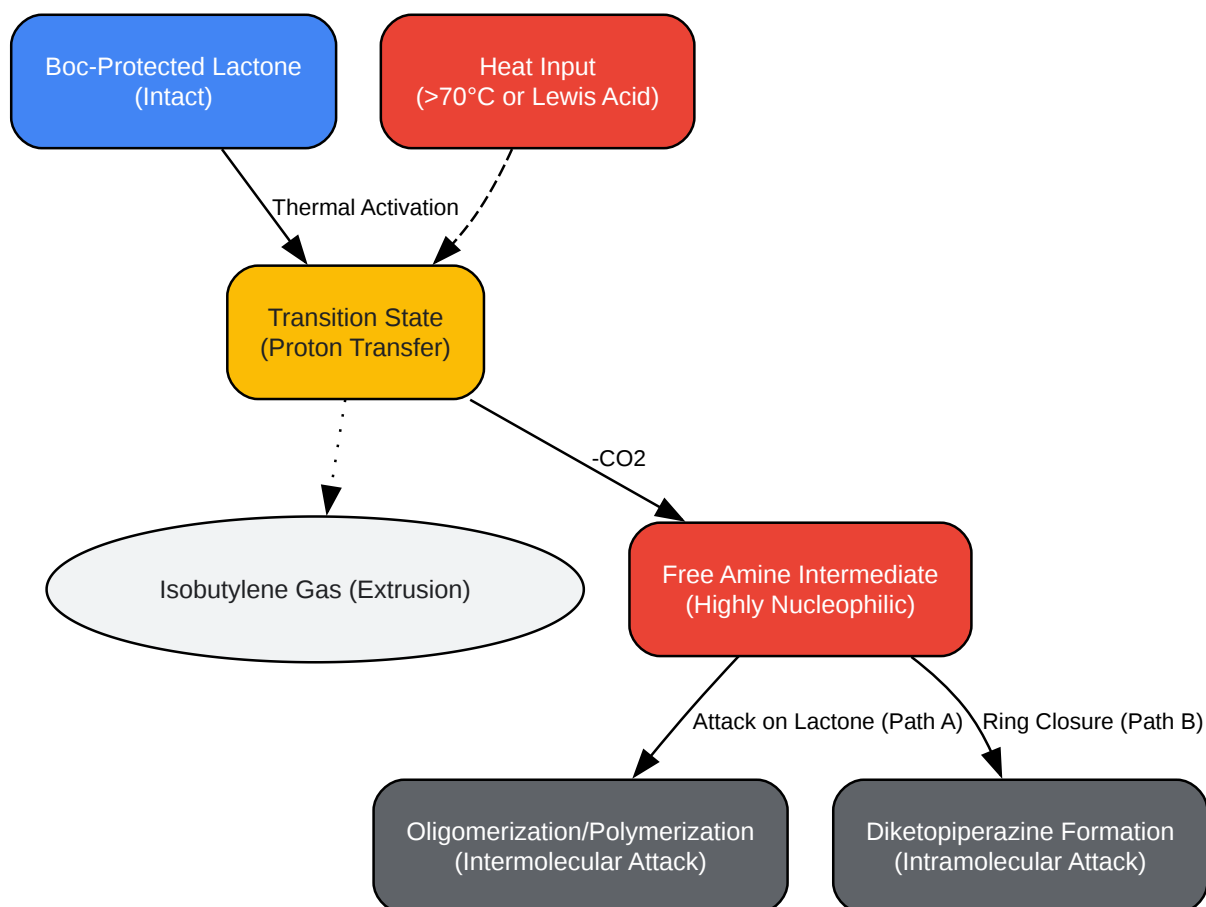 Boc-Protected Lactone
(Intact)
Heat Input
(>70°C or Lewis Acid)
Thermal Activation
Transition State
(Proton Transfer)
-CO2
Isobutylene Gas (Extrusion)
Free Amine Intermediate
(Highly Nucleophilic)
Attack on Lactone (Path A)
Ring Closure (Path B)
Oligomerization/Polymerization
(Intermolecular Attack)
Diketopiperazine Formation
(Intramolecular Attack)